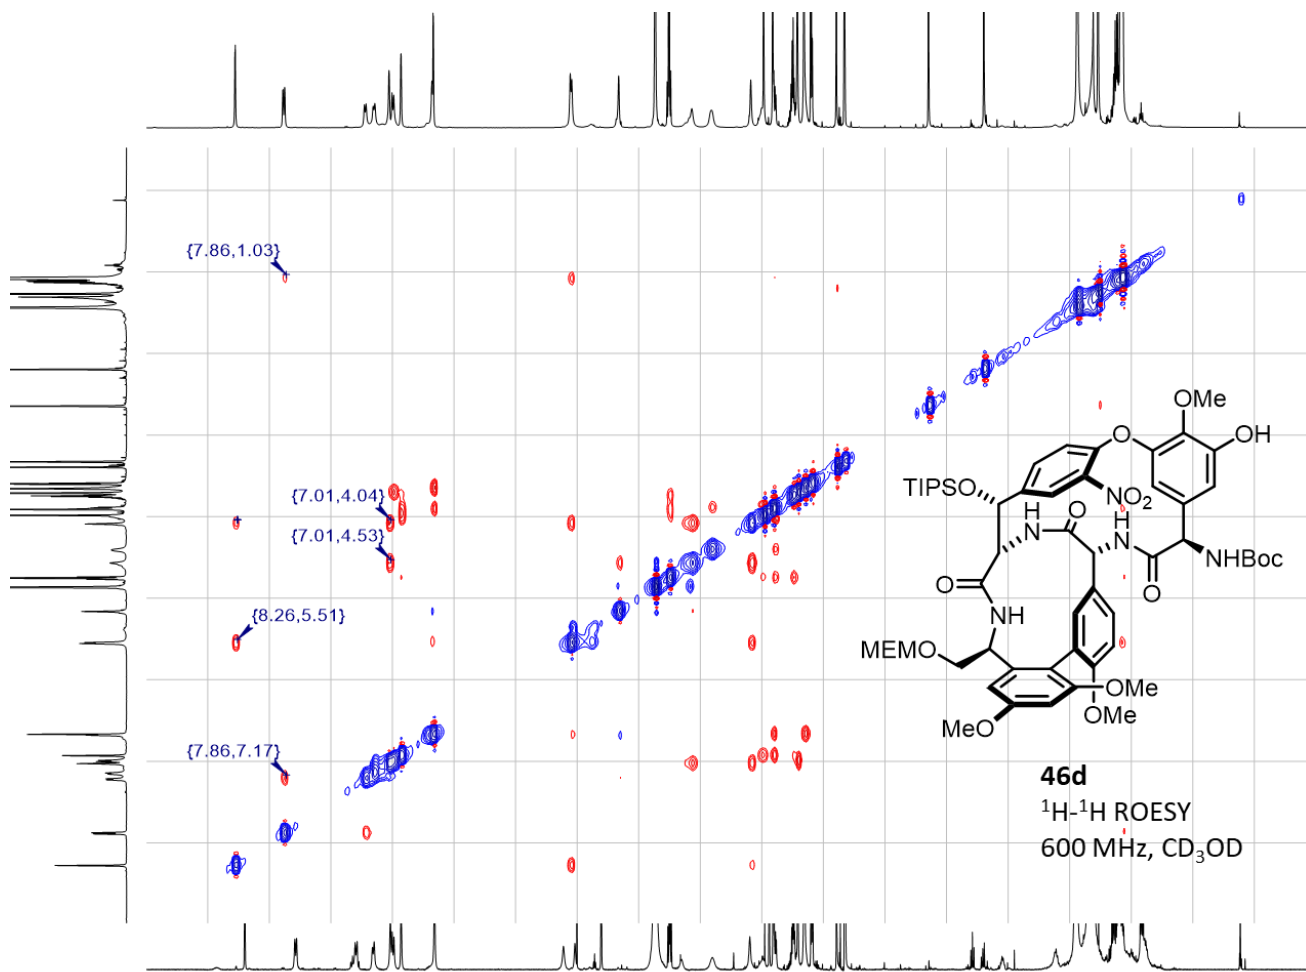 {7.86,1.03}
{7.01,4.04}
{7.01,4.53}
{8.26,5.51}
{7.86,7.17}
OMe
O
OH
TIPSO
NO2
H
N
O
H
N
NHBoc
O
O
NH
MEMO
OMe
MeO
OMe
46d
1H-1H ROESY
600 MHz, CD3OD